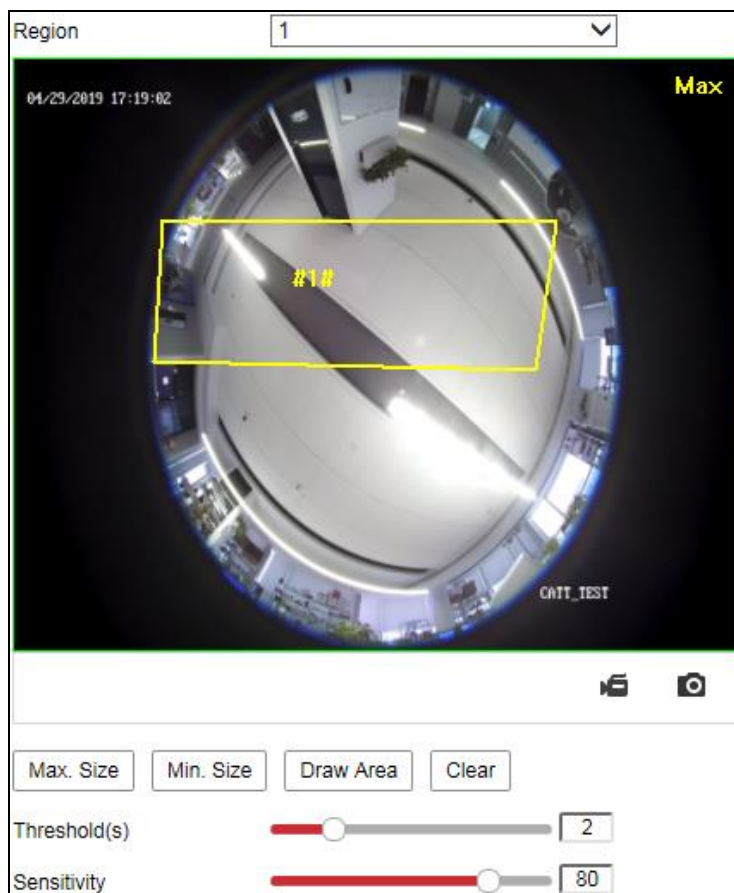 Region 1
Max
04/29/2019 17:19:02
#1#
CATT_TEST
Max. Size Min. Size Draw Area Clear
Threshold(s) 2
Sensitivity 80